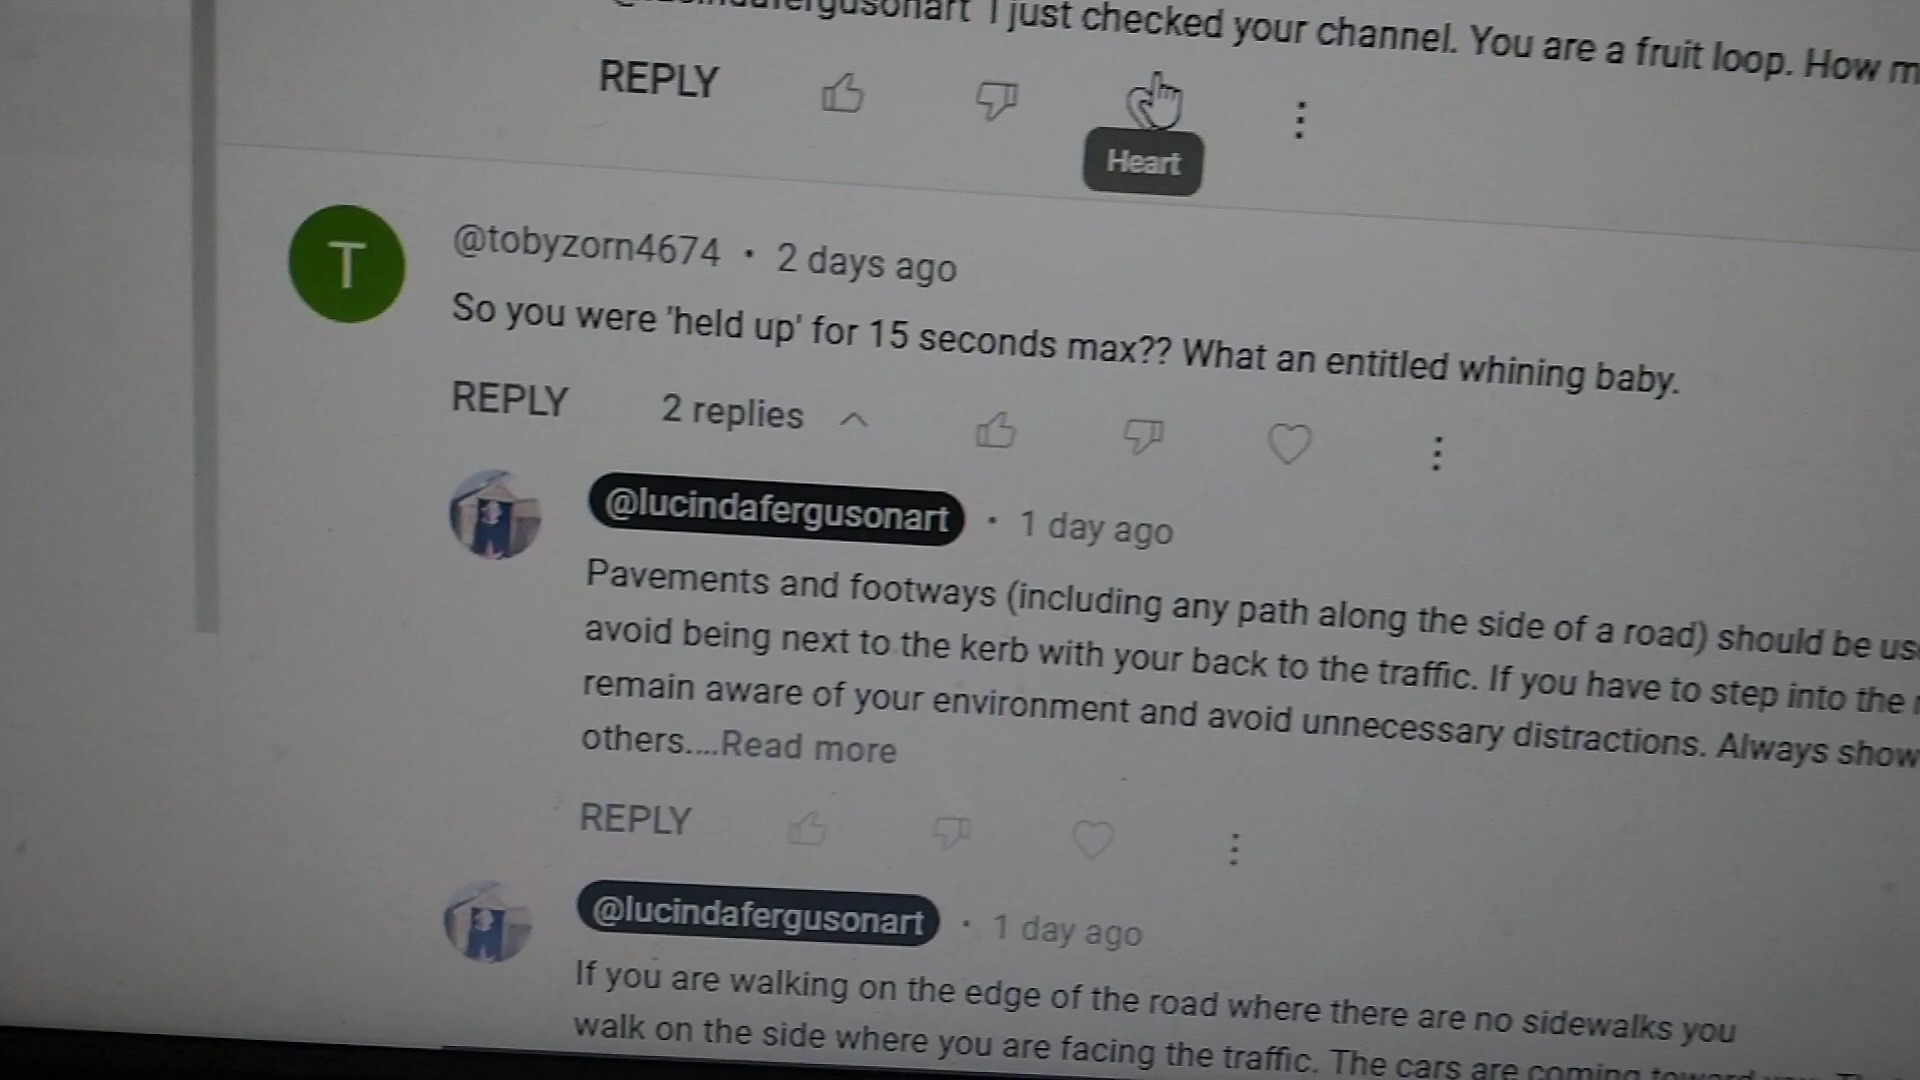 I just checked your channel. You are a fruit loop. How
REPLY
Heart
T
@tobyzorn4674 · 2 days ago
So you were 'held up' for 15 seconds max?? What an entitled whining baby.
REPLY 2 replies
@lucindafergusonart · 1 day ago
Pavements and footways (including any path along the side of a road) should be
avoid being next to the kerb with your back to the traffic. If you have to step into the
remain aware of your environment and avoid unnecessary distractions. Always show
others....Read more
REPLY
@lucindafergusonart · 1 day ago
If you are walking on the edge of the road where there are no sidewalks you
walk on the side where you are facing the traffic. The cars are coming